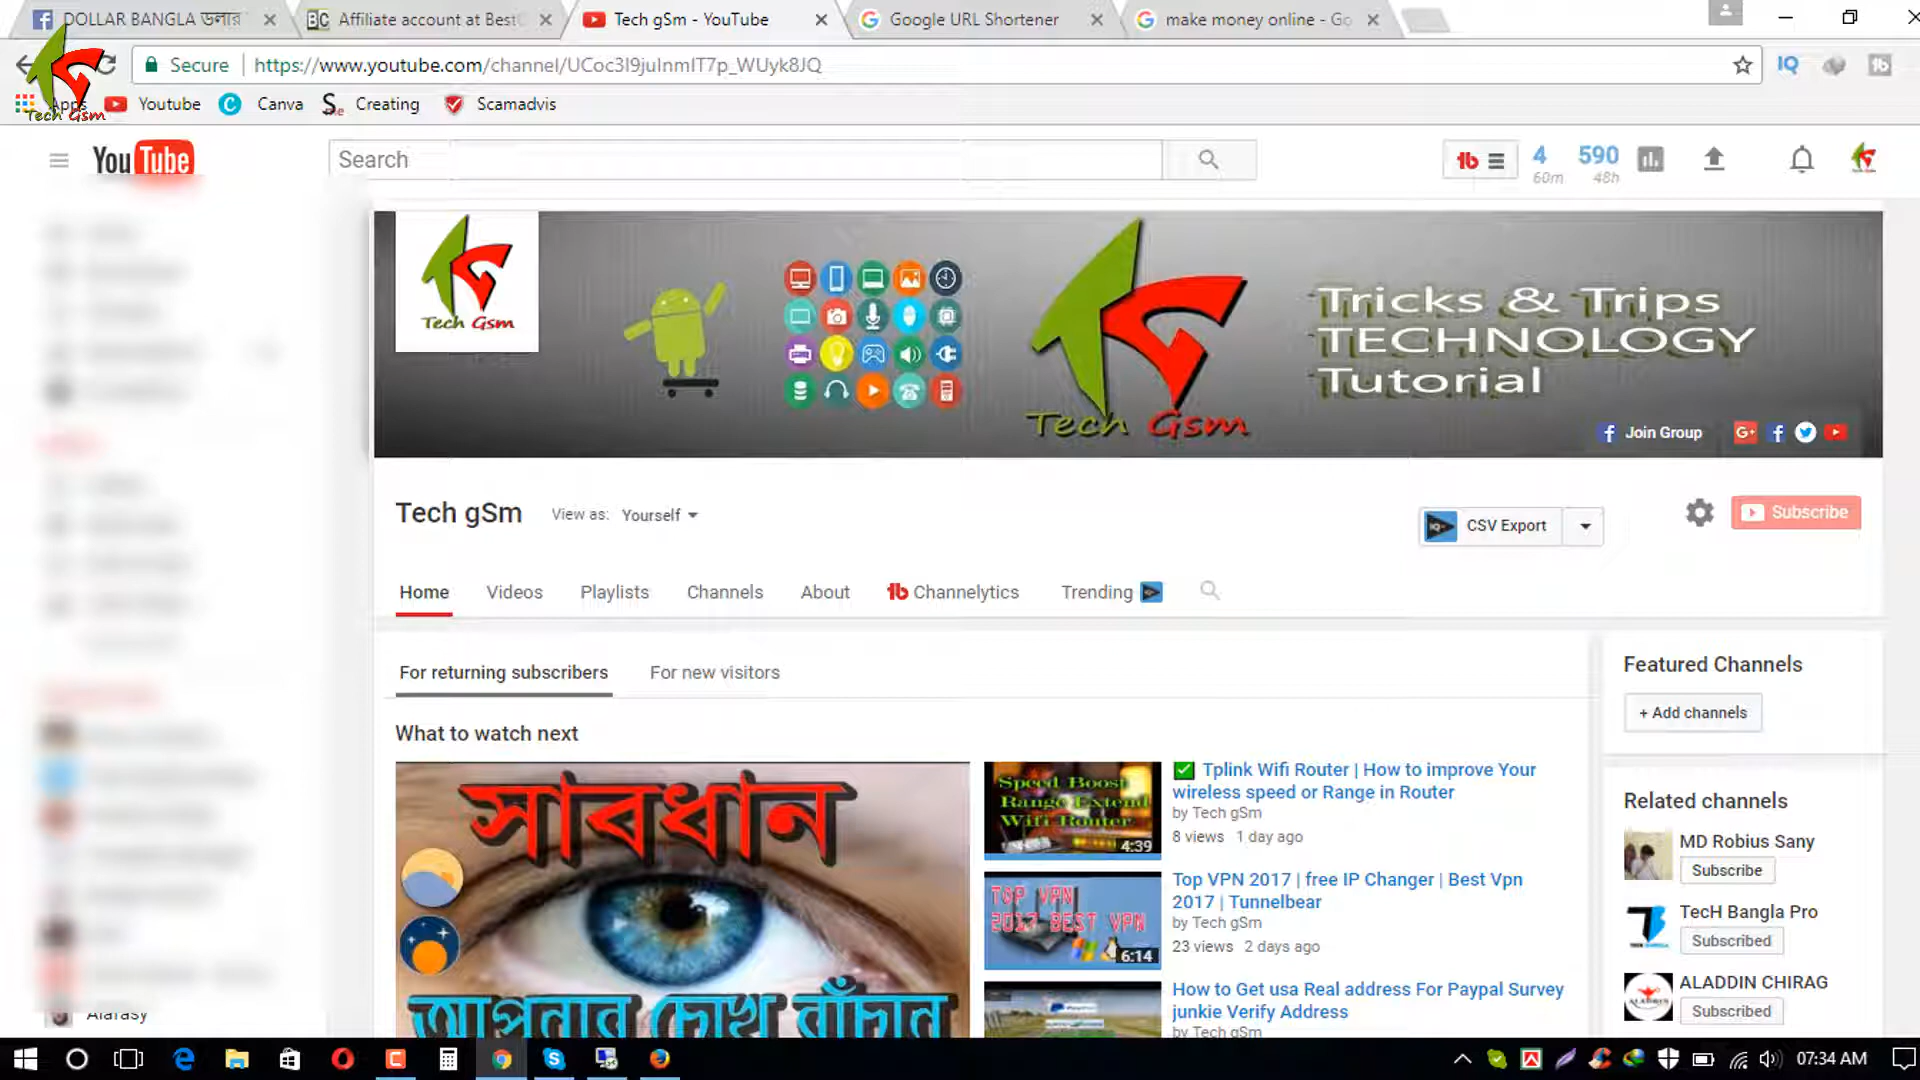 DOLLAR BANGLA ডলার
Affiliate account at Best
Tech gSm - YouTube
Google URL Shortener
make money online - Go
Secure
https://www.youtube.com/channel/UCoc3I9juInmIT7p_WUyk8JQ
Apps
Youtube
Canva
Creating
Scamadvis
Tech Gsm
YouTube
Search
4
60m
590
48h
Tech Gsm
Tech Gsm
Tricks & Trips
TECHNOLOGY
Tutorial
Join Group
Tech gSm
View as: Yourself
CSV Export
Subscribe
Home
Videos
Playlists
Channels
About
Channelytics
Trending
For returning subscribers
For new visitors
What to watch next
সাবধান
আপনার চোখ বাঁচান
Speed Boost
Range Extend
Wifi Router
4:39
Tplink Wifi Router | How to improve Your
wireless speed or Range in Router
by Tech gSm
8 views 1 day ago
TOP VPN
2017 BEST VPN
6:14
Top VPN 2017 | free IP Changer | Best Vpn
2017 | Tunnelbear
by Tech gSm
23 views 2 days ago
How to Get usa Real address For Paypal Survey
junkie Verify Address
by Tech gSm
Featured Channels
+ Add channels
Related channels
MD Robius Sany
Subscribe
TecH Bangla Pro
Subscribed
ALADDIN CHIRAG
Subscribed
Alafasy
07:34 AM